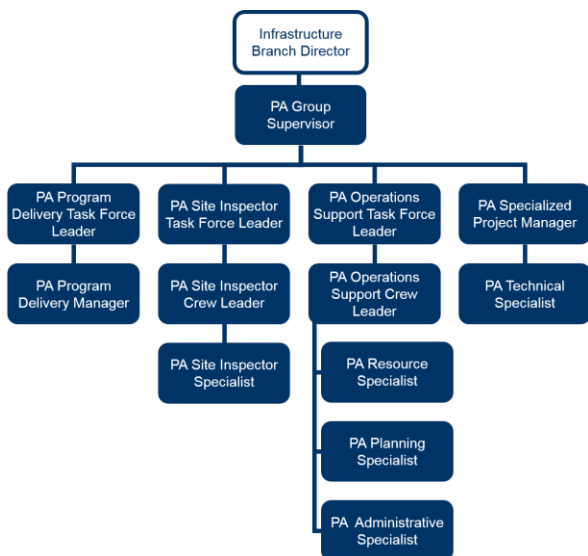 Infrastructure
Branch Director
PA Group
Supervisor
PA Program
Delivery Task Force
Leader
PA Site Inspector
Task Force Leader
PA Operations
Support Task Force
Leader
PA Specialized
Project Manager
PA Program
Delivery Manager
PA Site Inspector
Crew Leader
PA Operations
Support Crew
Leader
PA Technical
Specialist
PA Site Inspector
Specialist
PA Resource
Specialist
PA Planning
Specialist
PA Administrative
Specialist